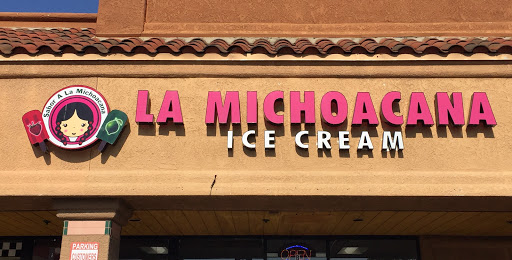 Sabor A La Michoacana
LA MICHOACANA
ICE CREAM
PARKING
CUSTOMERS
OPEN